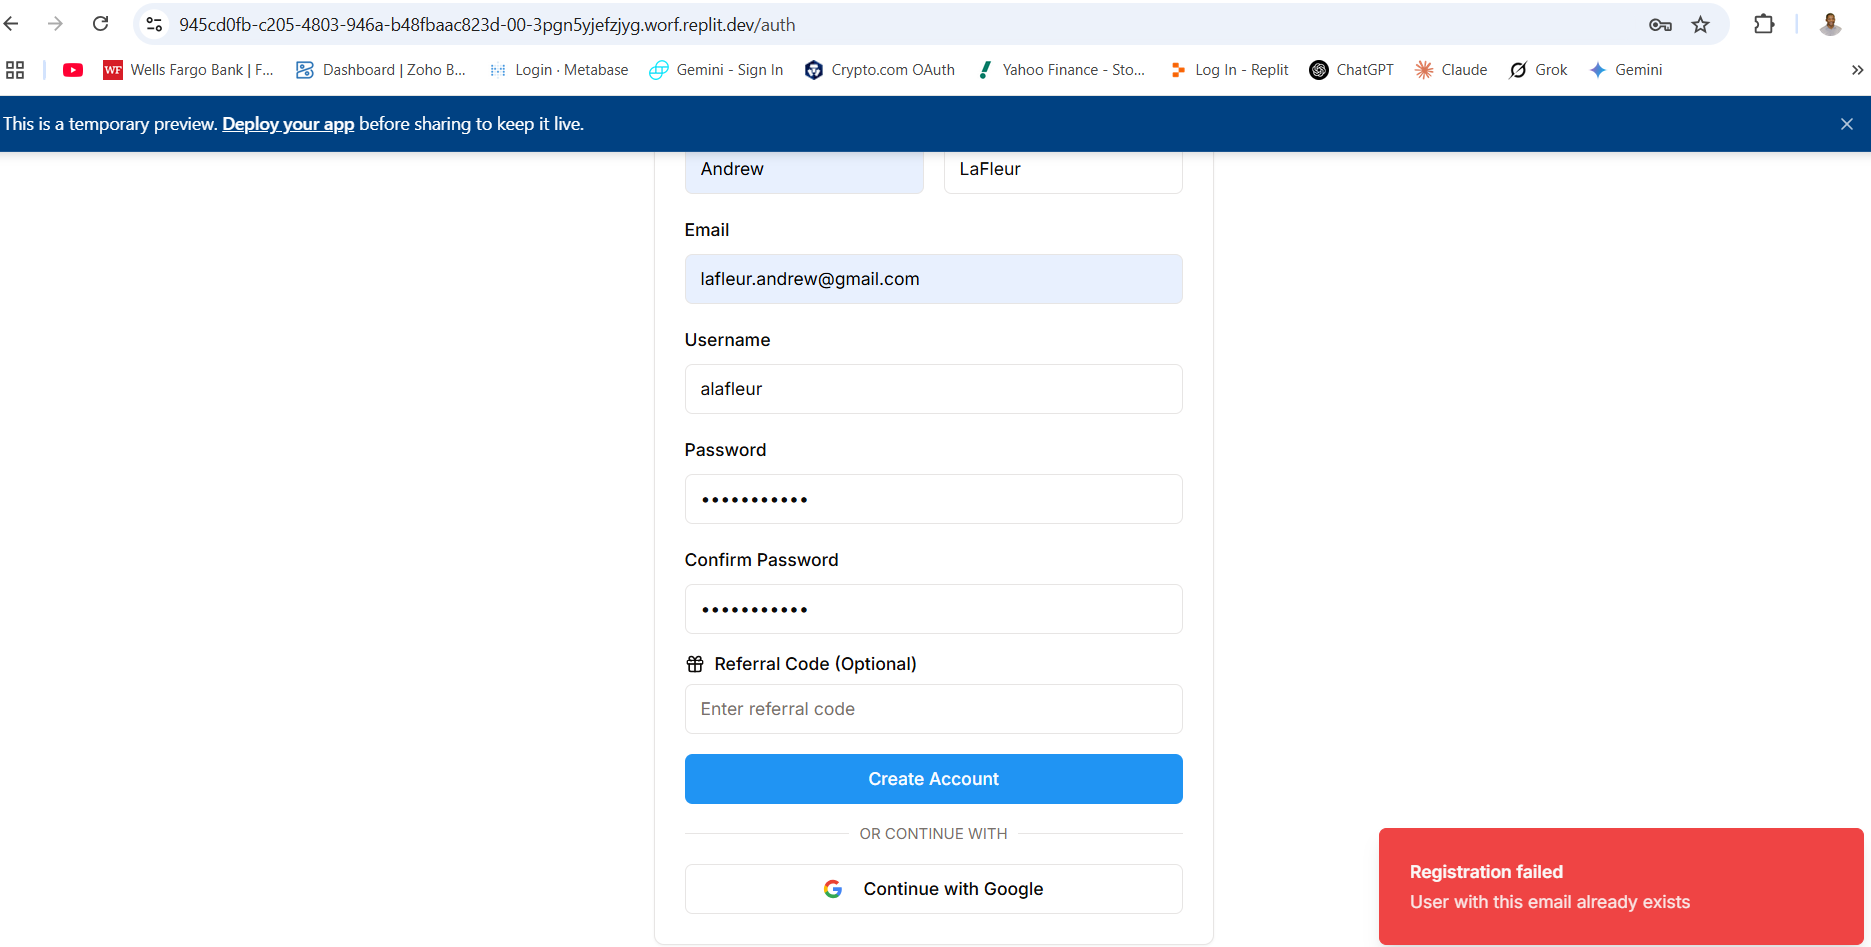 945cd0fb-c205-4803-946a-b48fbaac823d-00-3pgn5yjefzjyg.worf.replit.dev/auth
WF Wells Fargo Bank | F... Dashboard | Zoho B... Login · Metabase Gemini - Sign In Crypto.com OAuth Yahoo Finance - Sto... Log In - Replit ChatGPT Claude Grok Gemini
This is a temporary preview. Deploy your app before sharing to keep it live.
Andrew LaFleur
Email
lafleur.andrew@gmail.com
Username
alafleur
Password
•••••••••••
Confirm Password
•••••••••••
Referral Code (Optional)
Enter referral code
Create Account
OR CONTINUE WITH
Continue with Google
Registration failed
User with this email already exists